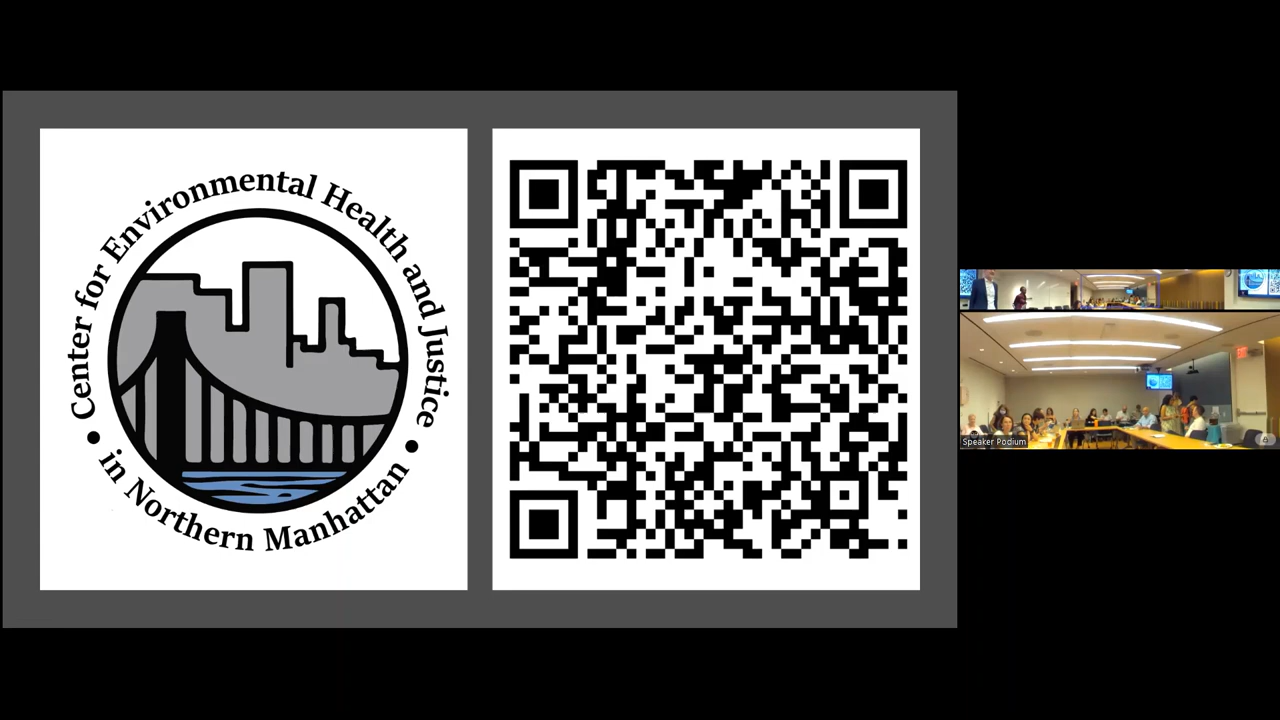 Center for Environmental Health and Justice
• in Northern Manhattan •
Speaker Podium